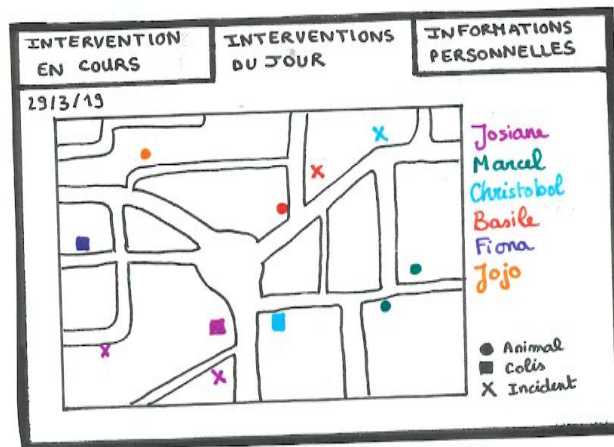 INTERVENTION
EN COURS
INTERVENTIONS
DU JOUR
INFORMATIONS
PERSONNELLES
29/3/19
Josiane
Marcel
Christobol
Basile
Fiona
Jojo
Animal
Colis
Incident